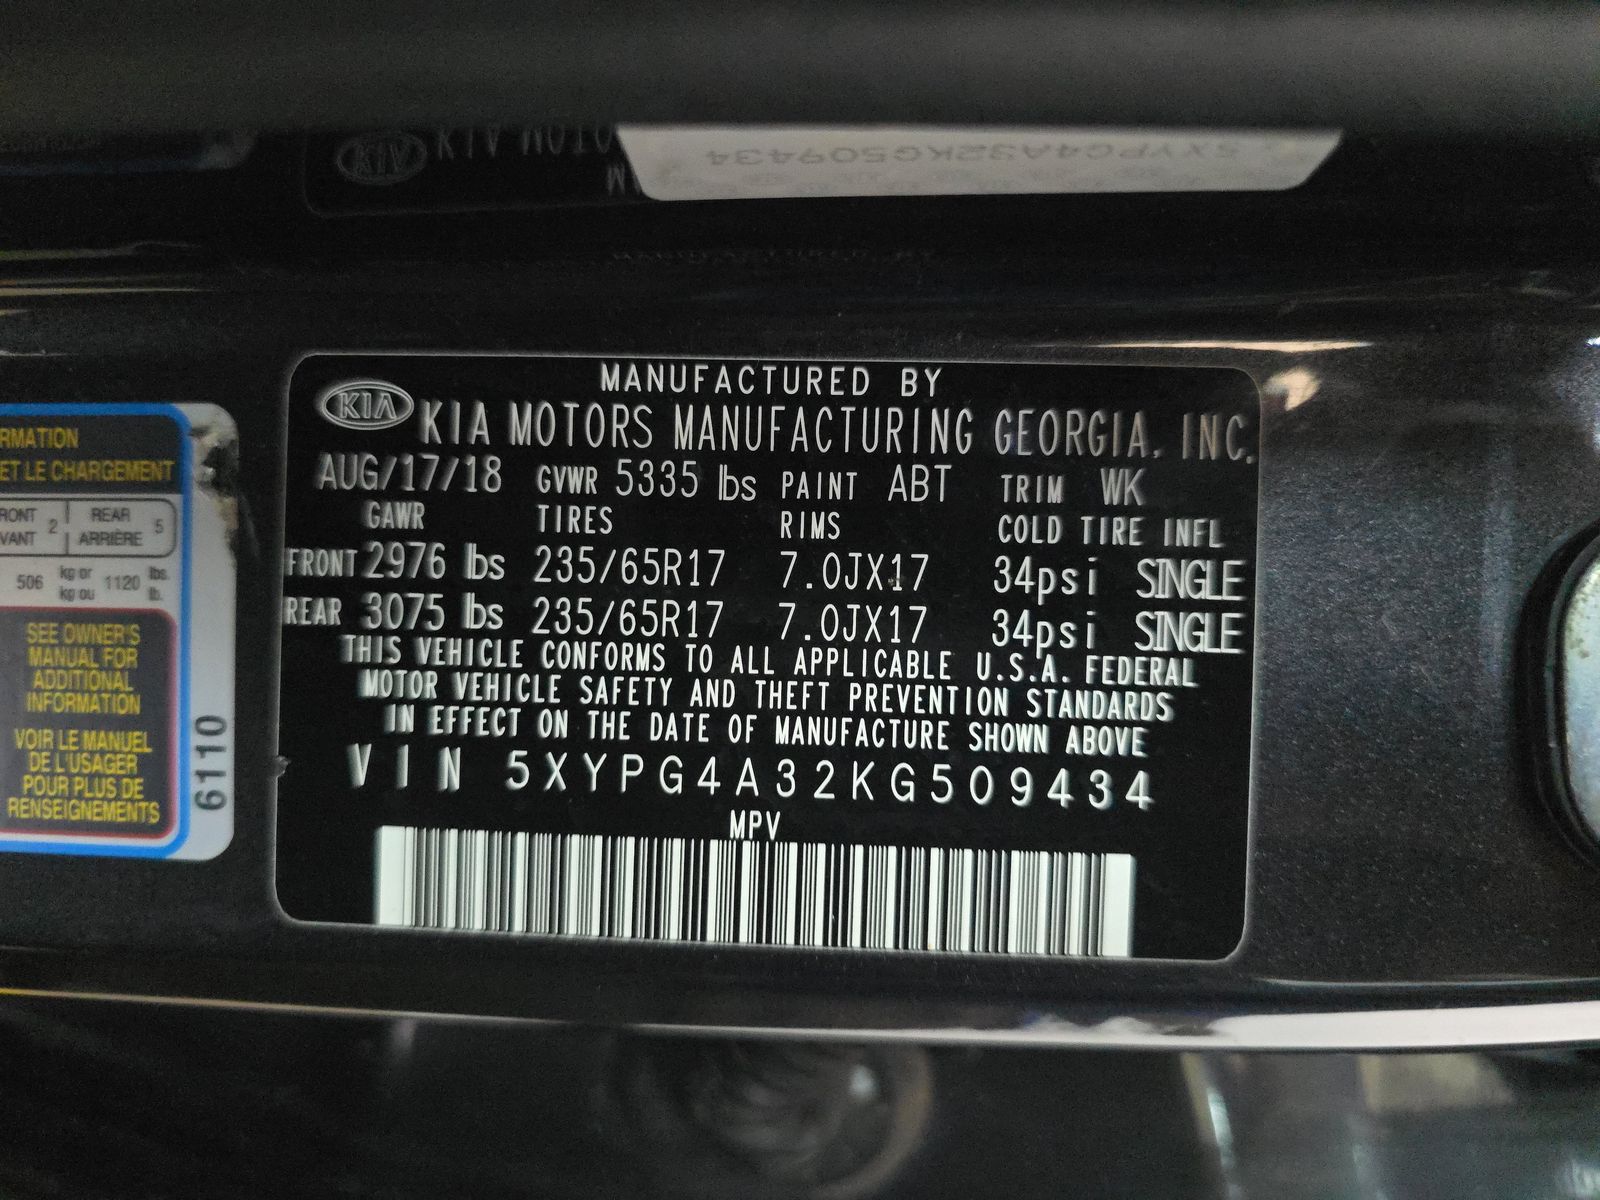 KIA MOTO
5XYPG4A32KG509434
RMATION
ET LE CHARGEMENT
RONT 2 REAR 5
VANT ARRIÈRE
506 kg or 1120 lbs.
kg ou lb.
SEE OWNER'S
MANUAL FOR
ADDITIONAL
INFORMATION
VOIR LE MANUEL
DE L'USAGER
POUR PLUS DE
RENSEIGNEMENTS
6110
MANUFACTURED BY
KIA KIA MOTORS MANUFACTURING GEORGIA, INC.
AUG/17/18 GVWR 5335 lbs PAINT ABT TRIM WK
GAWR TIRES RIMS COLD TIRE INFL
FRONT 2976 lbs 235/65R17 7.0JX17 34psi SINGLE
REAR 3075 lbs 235/65R17 7.0JX17 34psi SINGLE
THIS VEHICLE CONFORMS TO ALL APPLICABLE U.S.A. FEDERAL
MOTOR VEHICLE SAFETY AND THEFT PREVENTION STANDARDS
IN EFFECT ON THE DATE OF MANUFACTURE SHOWN ABOVE
VIN 5XYPG4A32KG509434
MPV